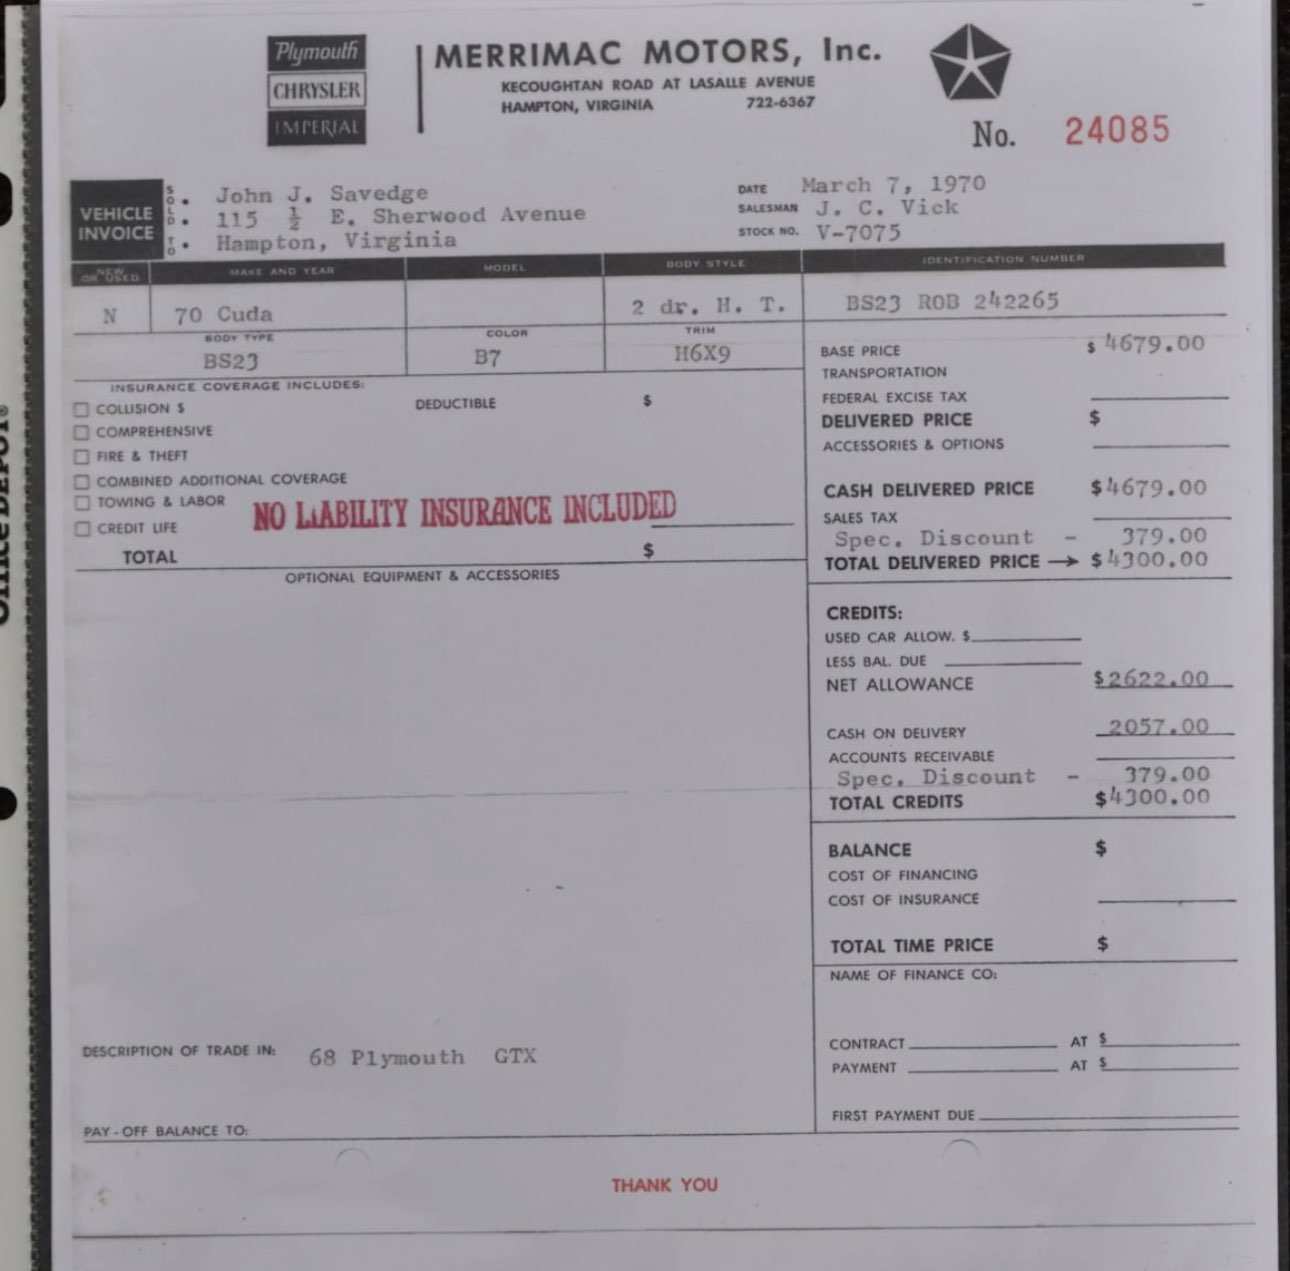 Plymouth
CHRYSLER
IMPERIAL
MERRIMAC MOTORS, Inc.
KECOUGHTAN ROAD AT LASALLE AVENUE
HAMPTON, VIRGINIA 722-6367
No. 24085
VEHICLE INVOICE
SOLD TO
John J. Savedge
115 ½ E. Sherwood Avenue
Hampton, Virginia
DATE March 7, 1970
SALESMAN J. C. Vick
STOCK NO. V-7075
NEW OR USED MAKE AND YEAR MODEL BODY STYLE IDENTIFICATION NUMBER
N 70 Cuda 2 dr. H. T. BS23 ROB 242265
BODY TYPE COLOR TRIM
BS23 B7 H6X9
INSURANCE COVERAGE INCLUDES:
COLLISION $ DEDUCTIBLE $
COMPREHENSIVE
FIRE & THEFT
COMBINED ADDITIONAL COVERAGE
TOWING & LABOR
CREDIT LIFE
NO LIABILITY INSURANCE INCLUDED
TOTAL $
OPTIONAL EQUIPMENT & ACCESSORIES
DESCRIPTION OF TRADE IN: 68 Plymouth GTX
PAY-OFF BALANCE TO:
BASE PRICE $ 4679.00
TRANSPORTATION
FEDERAL EXCISE TAX
DELIVERED PRICE $
ACCESSORIES & OPTIONS
CASH DELIVERED PRICE $4679.00
SALES TAX
Spec. Discount - 379.00
TOTAL DELIVERED PRICE → $4300.00
CREDITS:
USED CAR ALLOW. $
LESS BAL. DUE
NET ALLOWANCE $2622.00
CASH ON DELIVERY 2057.00
ACCOUNTS RECEIVABLE
Spec. Discount - 379.00
TOTAL CREDITS $4300.00
BALANCE $
COST OF FINANCING
COST OF INSURANCE
TOTAL TIME PRICE $
NAME OF FINANCE CO:
CONTRACT AT $
PAYMENT AT $
FIRST PAYMENT DUE
THANK YOU
Office DEPOT®